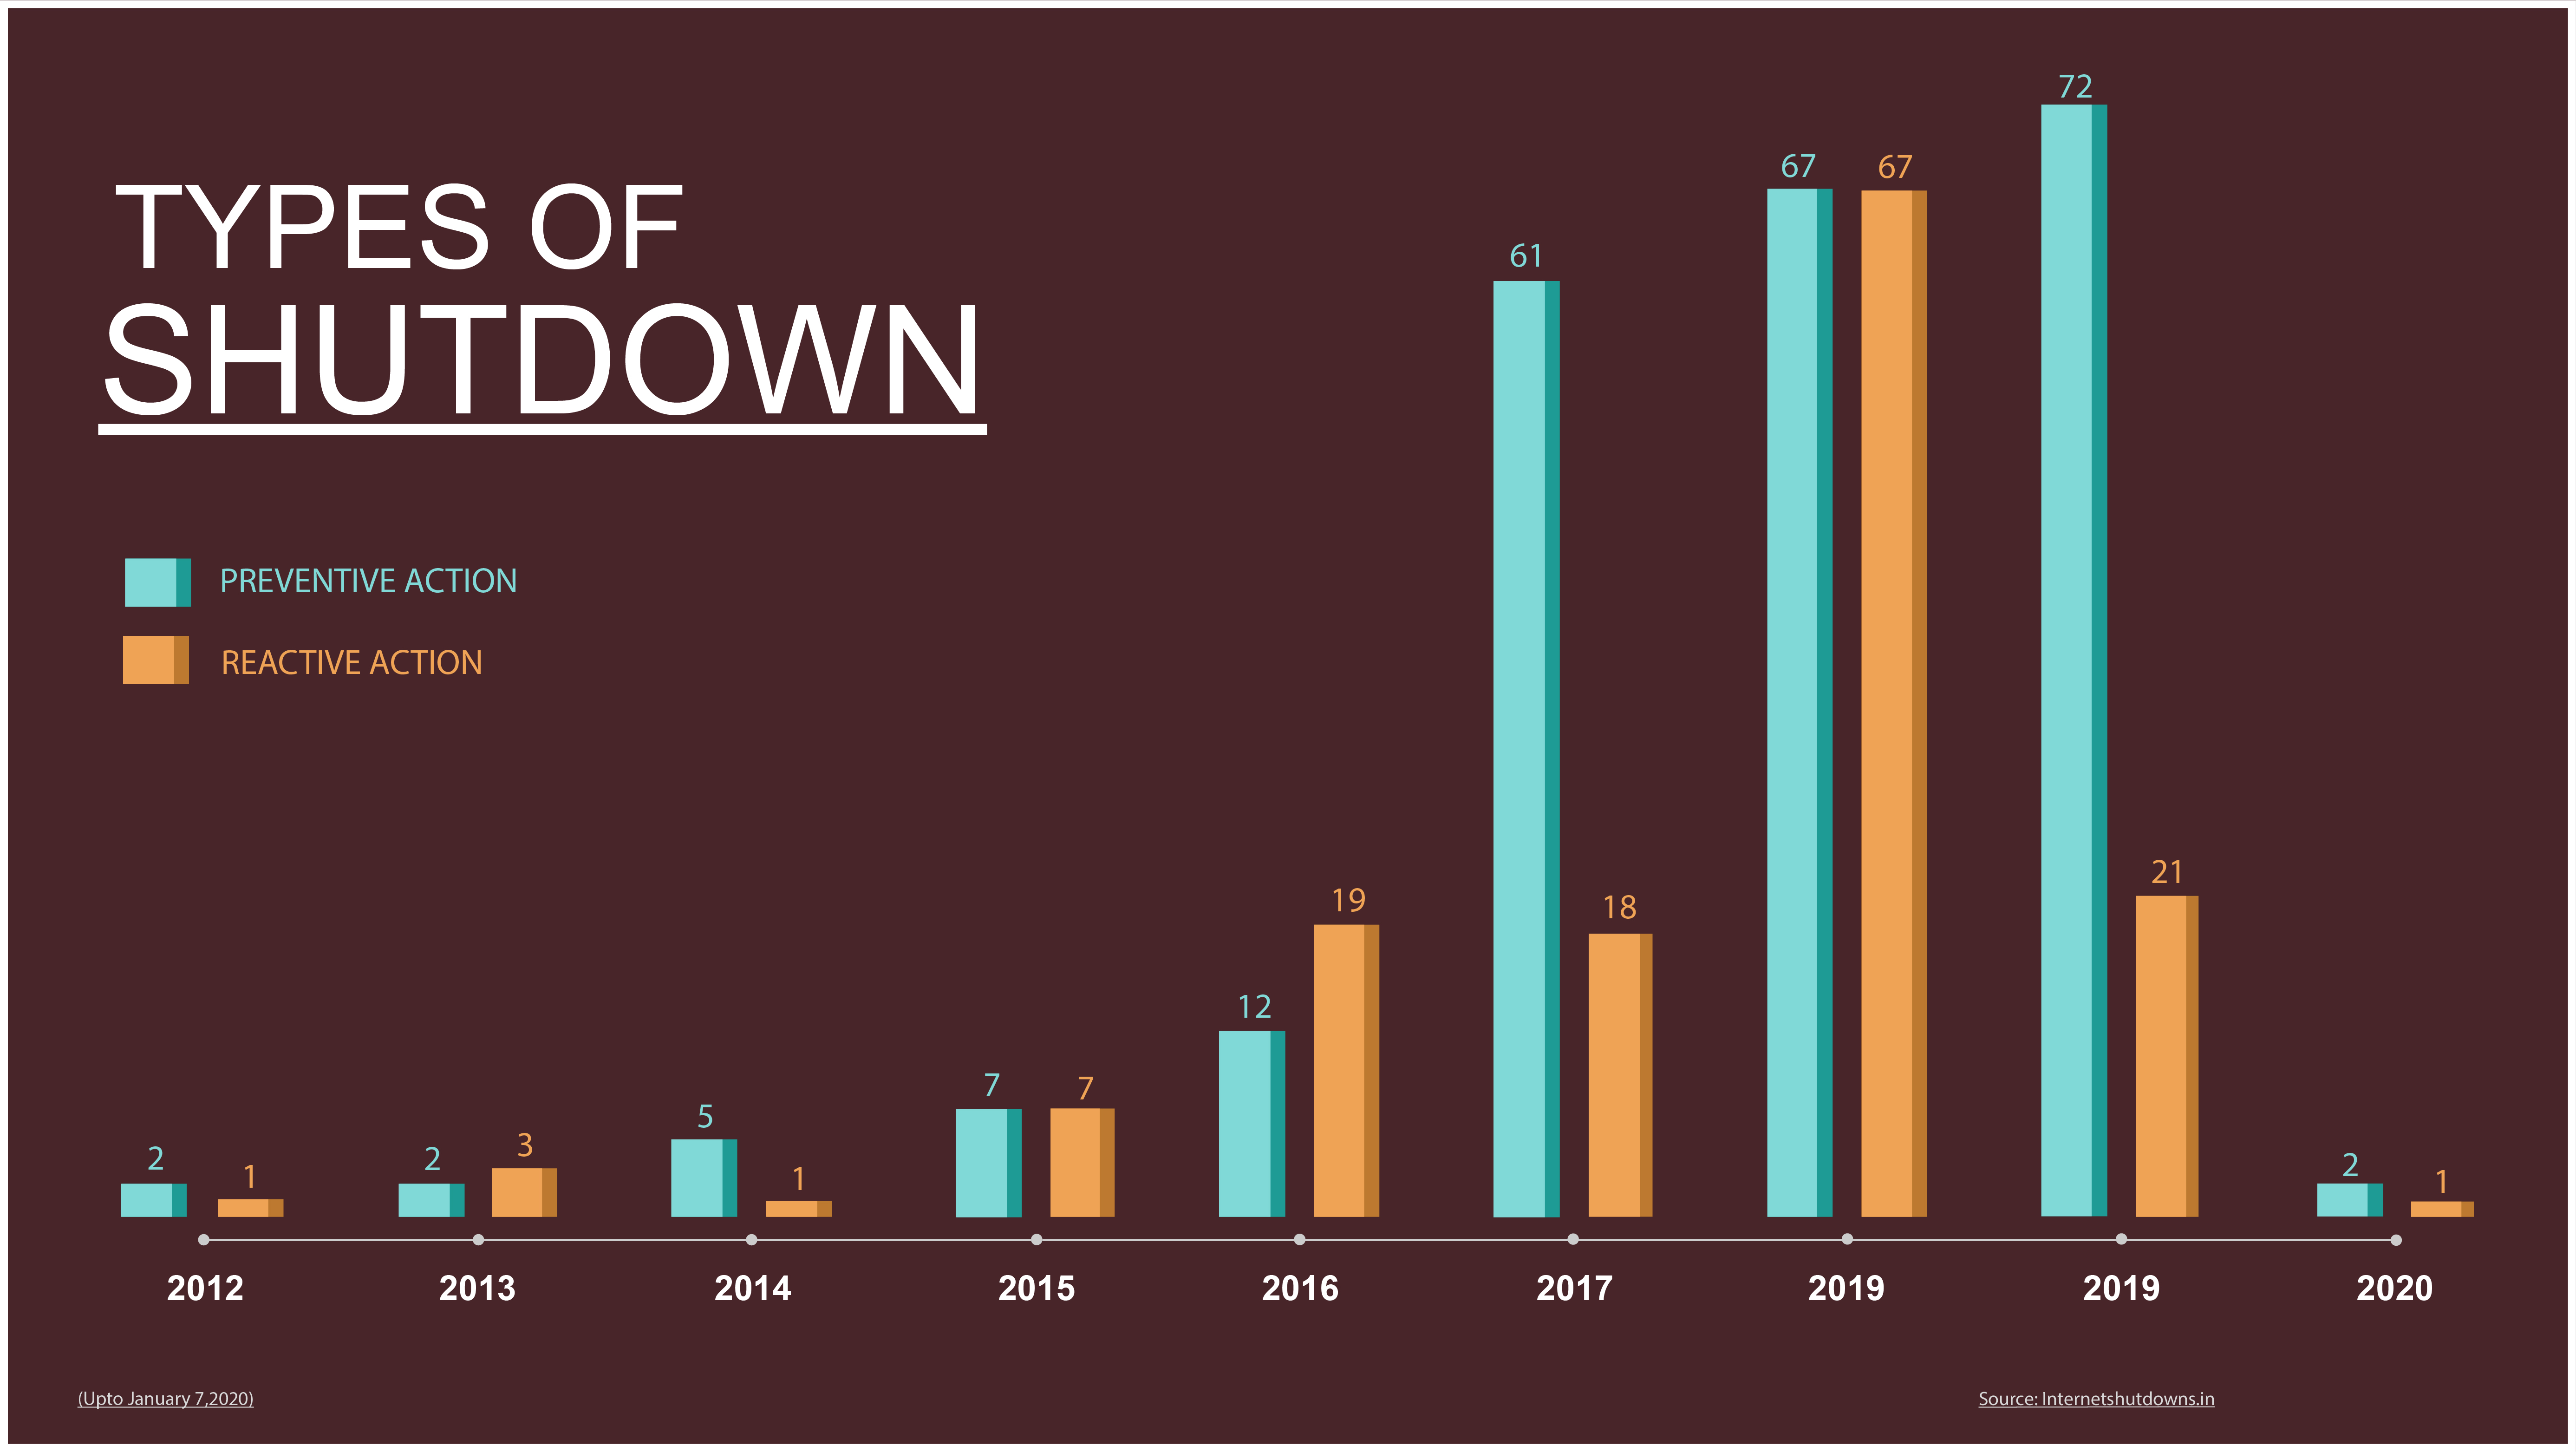 TYPES OF
SHUTDOWN
PREVENTIVE ACTION
REACTIVE ACTION
2 1 2 3 5 1 7 7 12 19 61 18 67 67 72 21 2 1
2012 2013 2014 2015 2016 2017 2019 2019 2020
(Upto January 7,2020) Source: Internetshutdowns.in